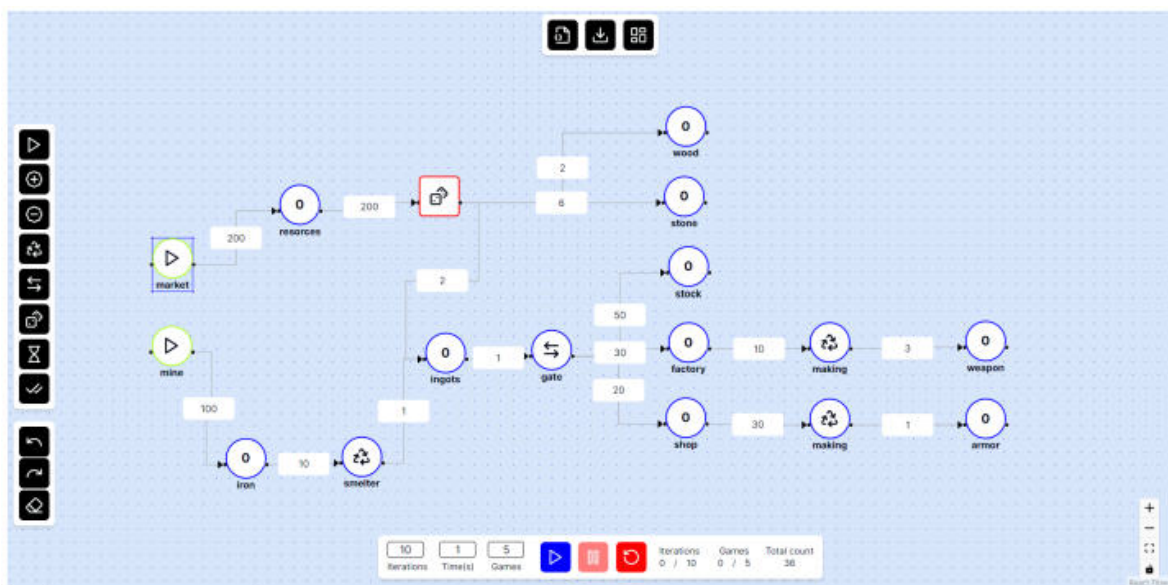 0
wood
2
0
resorces
200
6
0
stone
200
market
2
0
stock
50
mine
0
ingots
1
gate
30
0
factory
10
making
3
0
weapon
20
100
1
0
shop
30
making
1
0
armor
0
iron
10
smelter
10
Iterations
1
Time(s)
5
Games
Iterations
0 / 10
Games
0 / 5
Total count
36